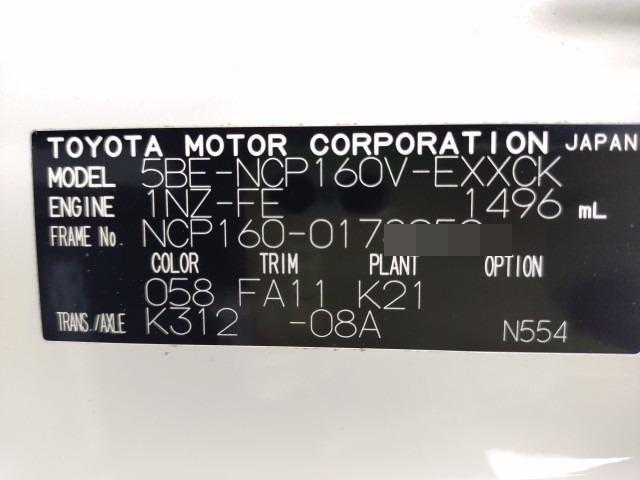 TOYOTA MOTOR CORPORATION JAPAN
MODEL 5BE-NCP160V-EXXCK
ENGINE 1NZ-FE 1496 mL
FRAME No. NCP160-017
COLOR TRIM PLANT OPTION
058 FA11 K21
TRANS./AXLE K312 -08A N554